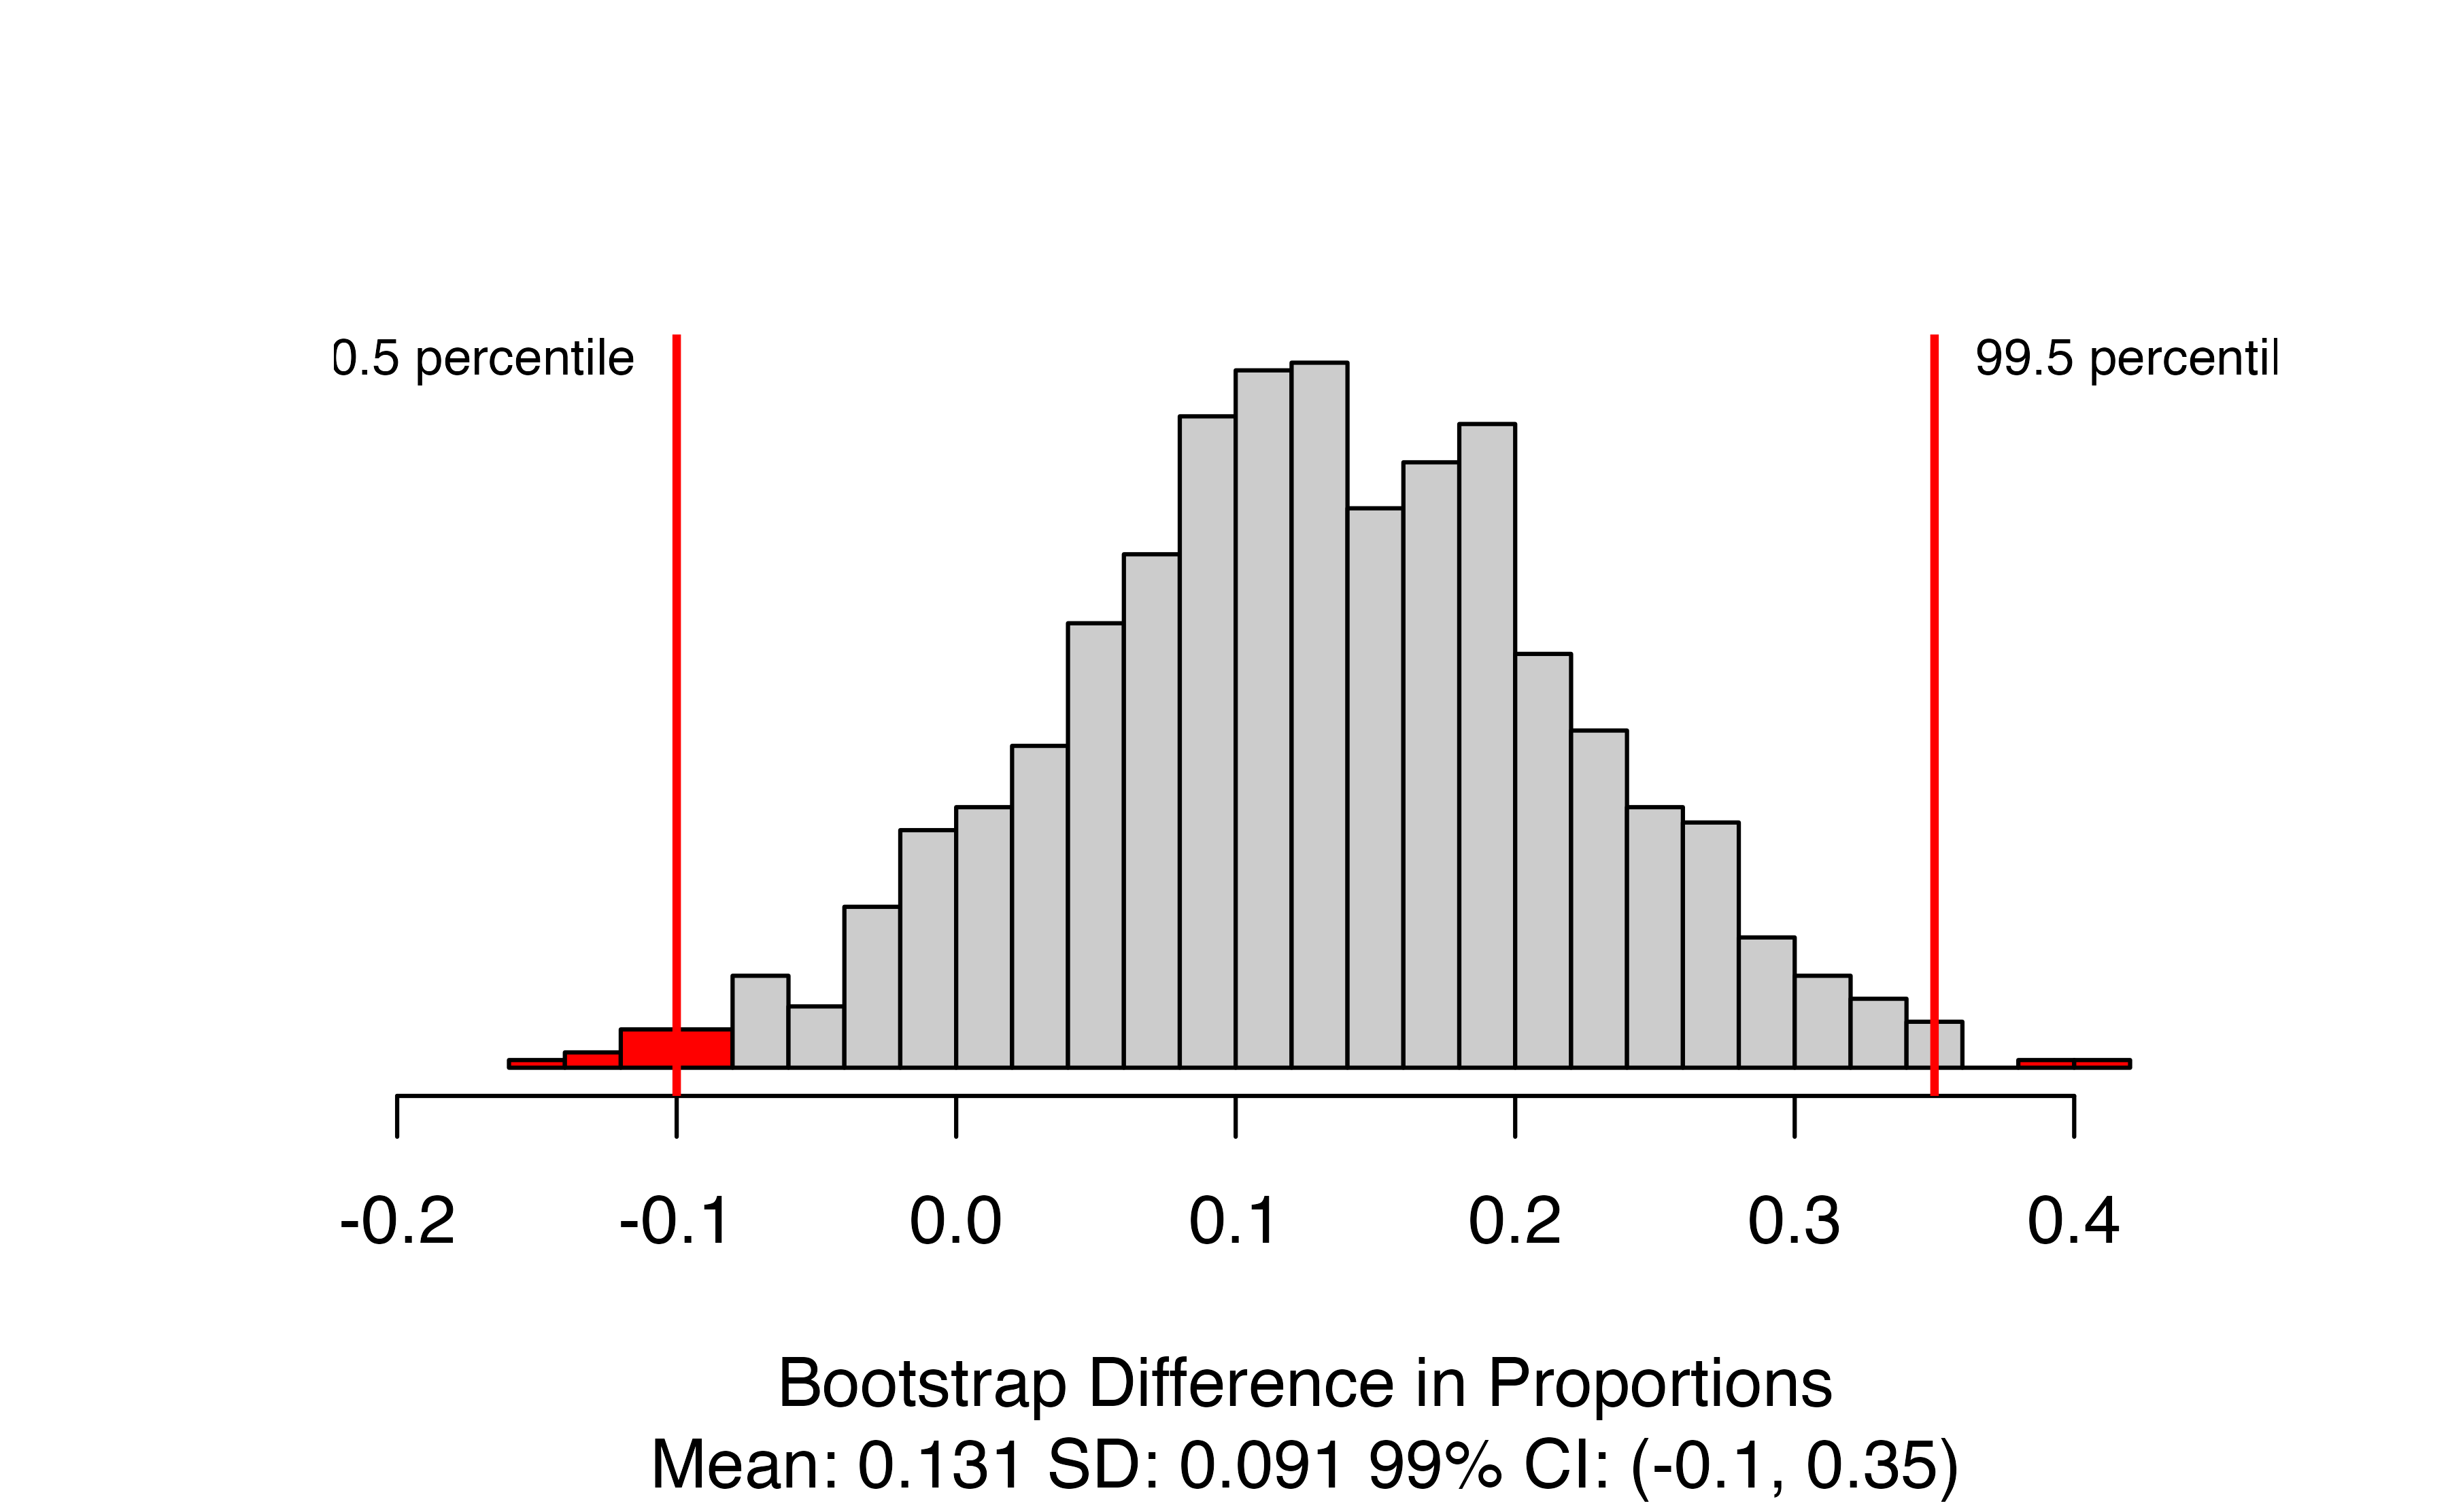 0.5 percentile
99.5 percentil
-0.2 -0.1 0.0 0.1 0.2 0.3 0.4
Bootstrap Difference in Proportions
Mean: 0.131 SD: 0.091 99% CI: (-0.1, 0.35)